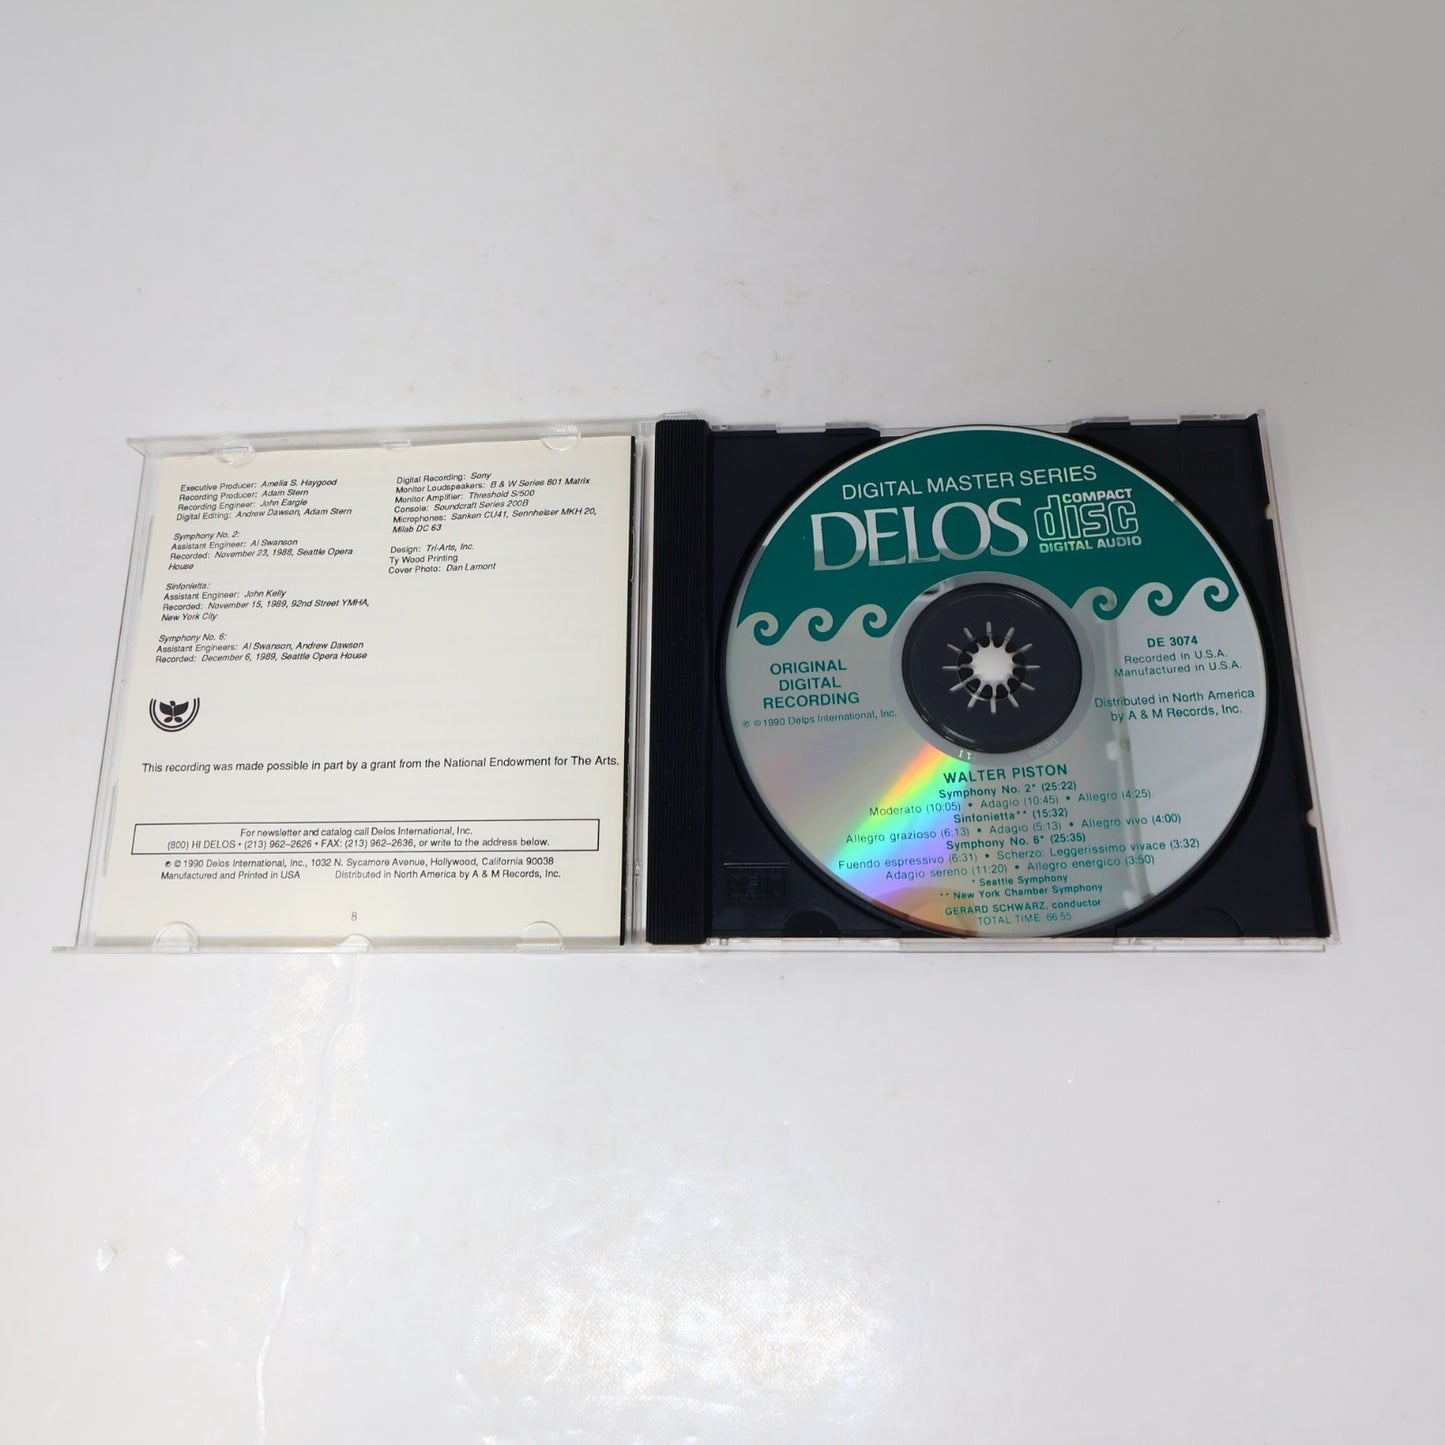 Executive Producer: Amelia S. Haygood
Recording Producer: Adam Stern
Recording Engineer: John Eargle
Digital Editing: Andrew Dawson, Adam Stern
Symphony No. 2:
Assistant Engineer: Al Swanson
Recorded: November 23, 1988, Seattle Opera
House
Sinfonietta:
Assistant Engineer: John Kelly
Recorded: November 15, 1989, 92nd Street YMHA,
New York City
Symphony No. 6:
Assistant Engineers: Al Swanson, Andrew Dawson
Recorded: December 6, 1989, Seattle Opera House
Digital Recording: Sony
Monitor Loudspeakers: B & W Series 801 Matrix
Monitor Amplifier: Threshold S/500
Console: Soundcraft Series 200B
Microphones: Sanken CU41, Sennheiser MKH 20,
Milab DC 63
Design: Tri-Arts, Inc.
Ty Wood Printing
Cover Photo: Dan Lamont
This recording was made possible in part by a grant from the National Endowment for The Arts.
For newsletter and catalog call Delos International, Inc.
(800) HI DELOS • (213) 962-2626 • FAX: (213) 962-2636, or write to the address below.
℗ © 1990 Delos International, Inc., 1032 N. Sycamore Avenue, Hollywood, California 90038
Manufactured and Printed in USA Distributed in North America by A & M Records, Inc.
8
DIGITAL MASTER SERIES
DELOS
COMPACT
disc
DIGITAL AUDIO
DE 3074
Recorded in U.S.A.
Manufactured in U.S.A.
Distributed in North America
by A & M Records, Inc.
ORIGINAL
DIGITAL
RECORDING
℗ © 1990 Delos International, Inc.
WALTER PISTON
Symphony No. 2* (25:22)
Moderato (10:05) • Adagio (10:45) • Allegro (4:25)
Sinfonietta** (15:32)
Allegro grazioso (6:13) • Adagio (5:13) • Allegro vivo (4:00)
Symphony No. 6* (25:35)
Fuendo espressivo (6:31) • Scherzo: Leggerissimo vivace (3:32)
Adagio sereno (11:20) • Allegro energico (3:50)
* Seattle Symphony
** New York Chamber Symphony
GERARD SCHWARZ, conductor
TOTAL TIME: 66:55